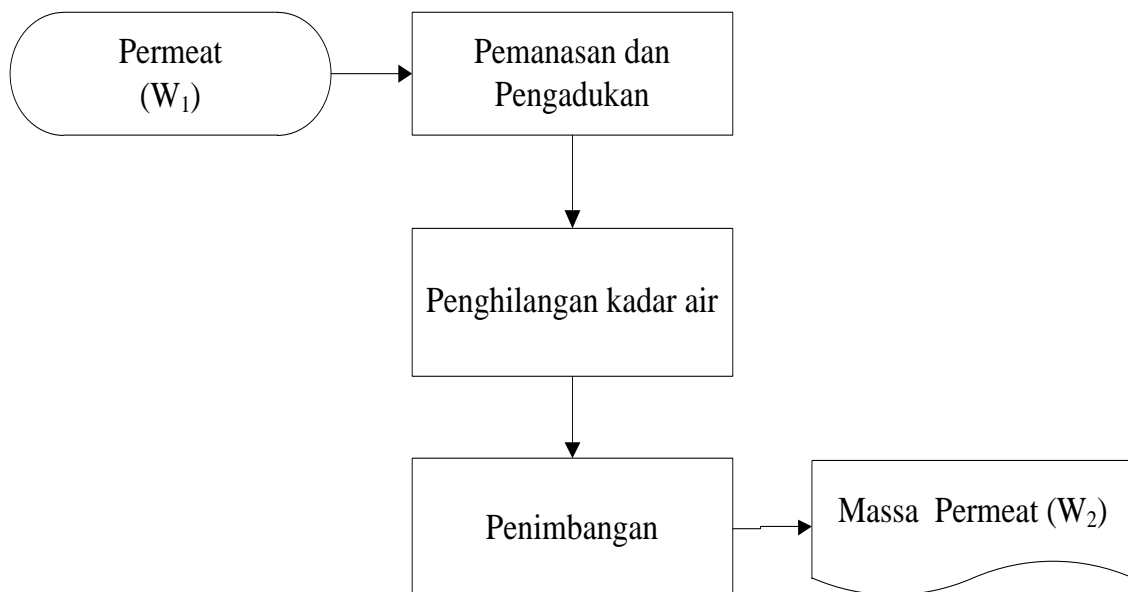 Permeat
(W₁)
Pemanasan dan
Pengadukan
Penghilangan kadar air
Penimbangan
Massa Permeat (W₂)